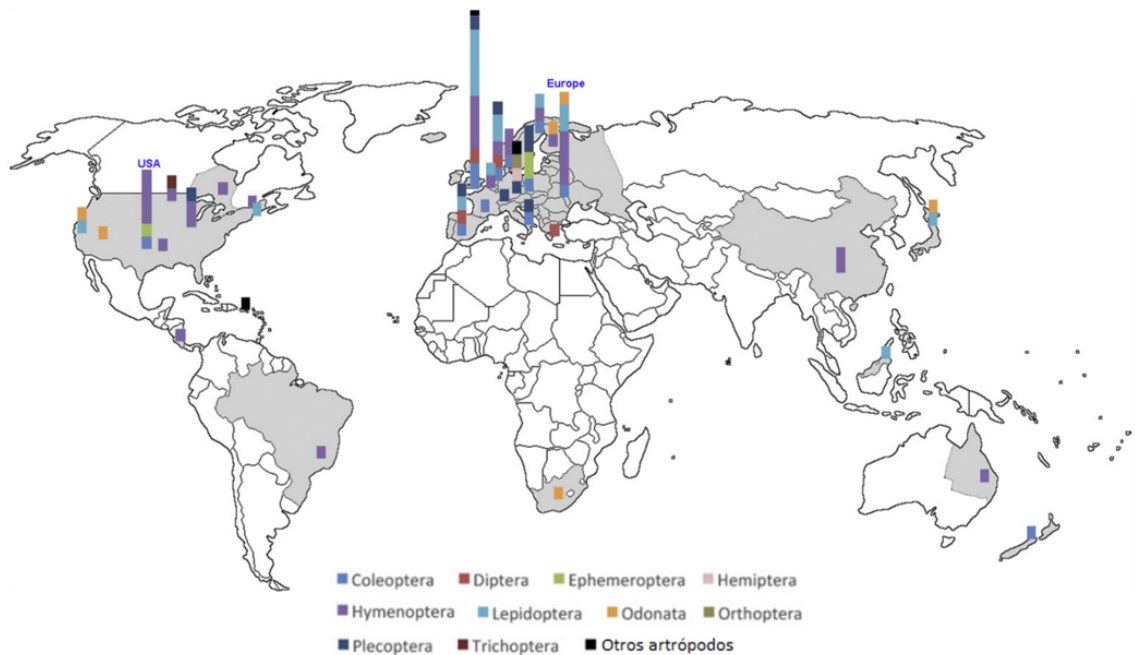 Europe
USA
Coleoptera Diptera Ephemeroptera Hemiptera
Hymenoptera Lepidoptera Odonata Orthoptera
Plecoptera Trichoptera Otros artrópodos